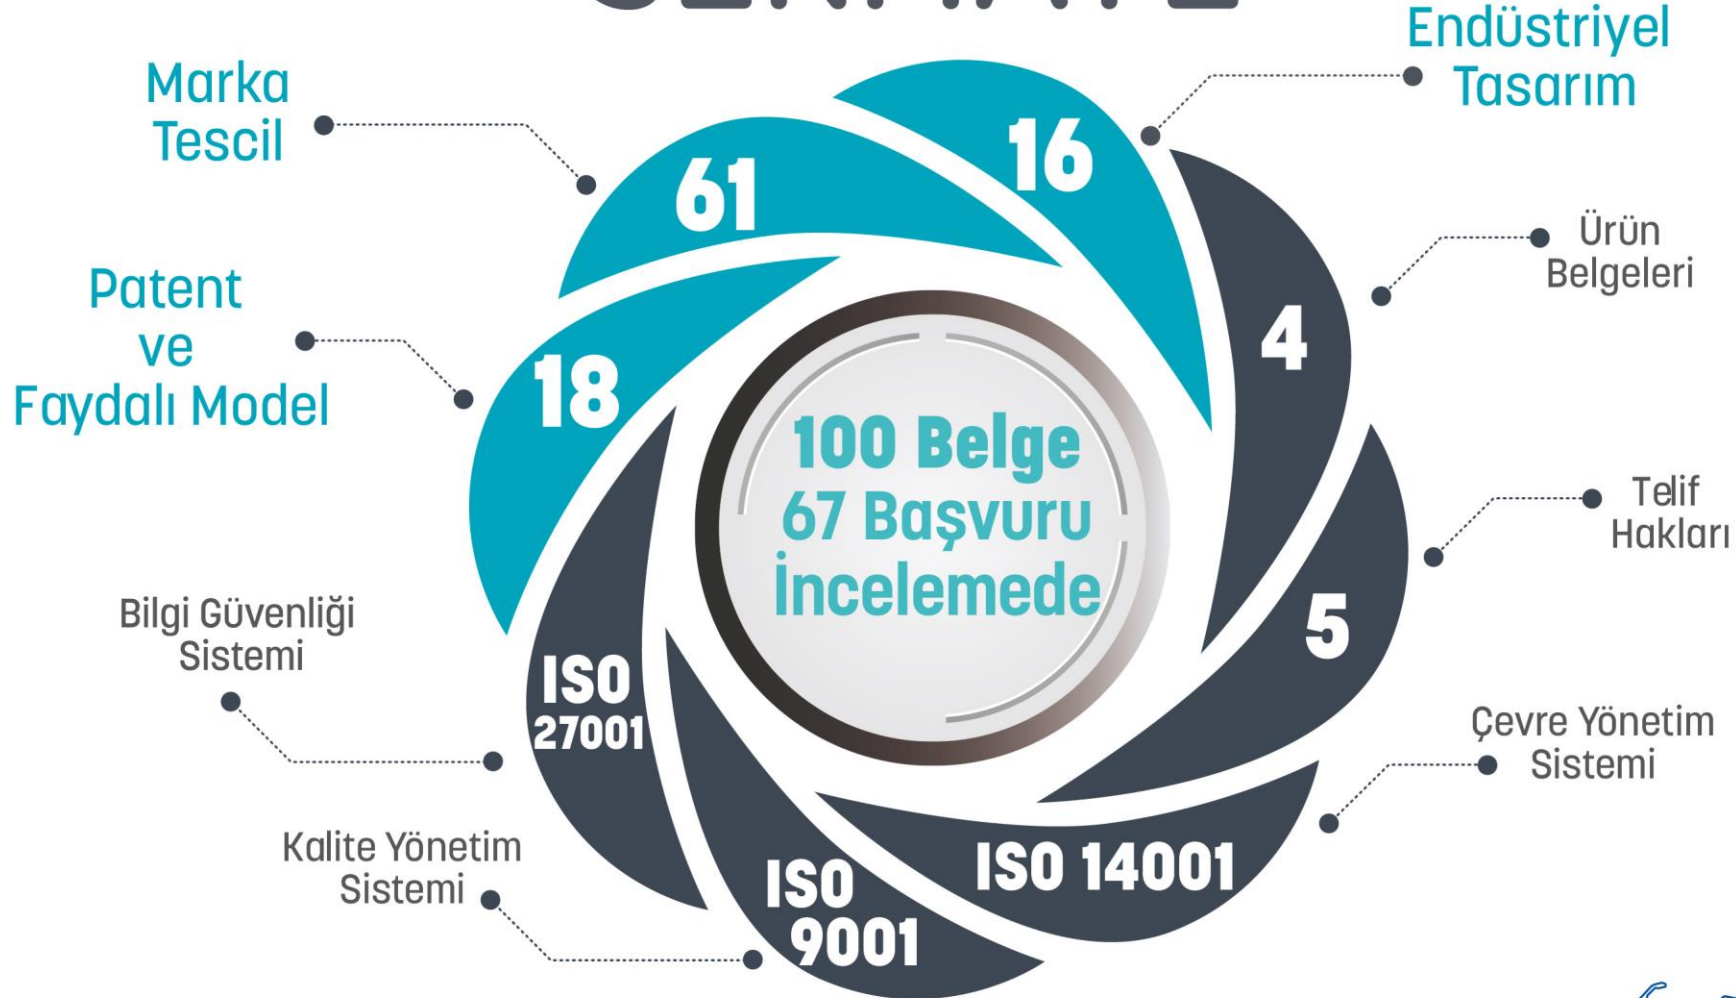 Marka
Tescil
61
16
Endüstriyel
Tasarım
Patent
ve
Faydalı Model
18
4
Ürün
Belgeleri
100 Belge
67 Başvuru
İncelemede
Telif
Hakları
5
Bilgi Güvenliği
Sistemi
ISO
27001
Çevre Yönetim
Sistemi
ISO 14001
Kalite Yönetim
Sistemi
ISO
9001